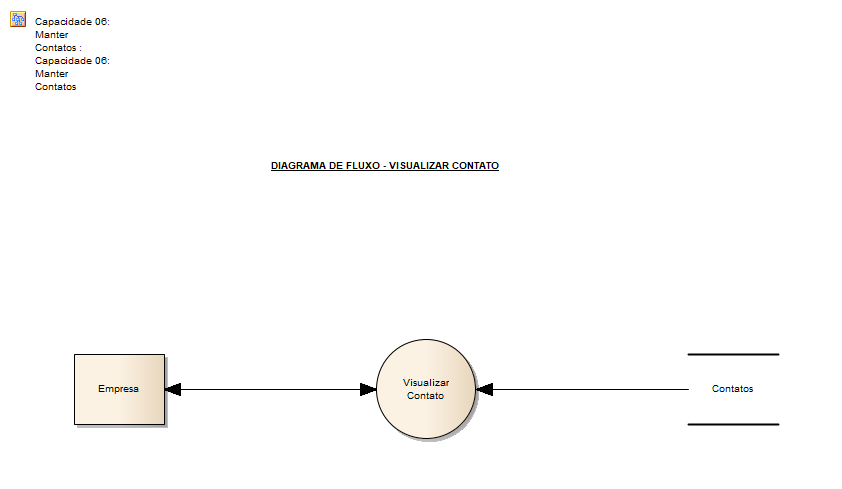 Capacidade 06:
Manter
Contatos :
Capacidade 06:
Manter
Contatos
DIAGRAMA DE FLUXO - VISUALIZAR CONTATO
Empresa
Visualizar
Contato
Contatos